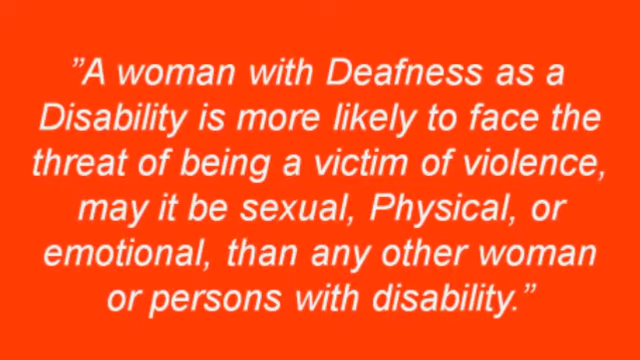 ”A woman with Deafness as a
Disability is more likely to face the
threat of being a victim of violence,
may it be sexual, Physical, or
emotional, than any other woman
or persons with disability.”